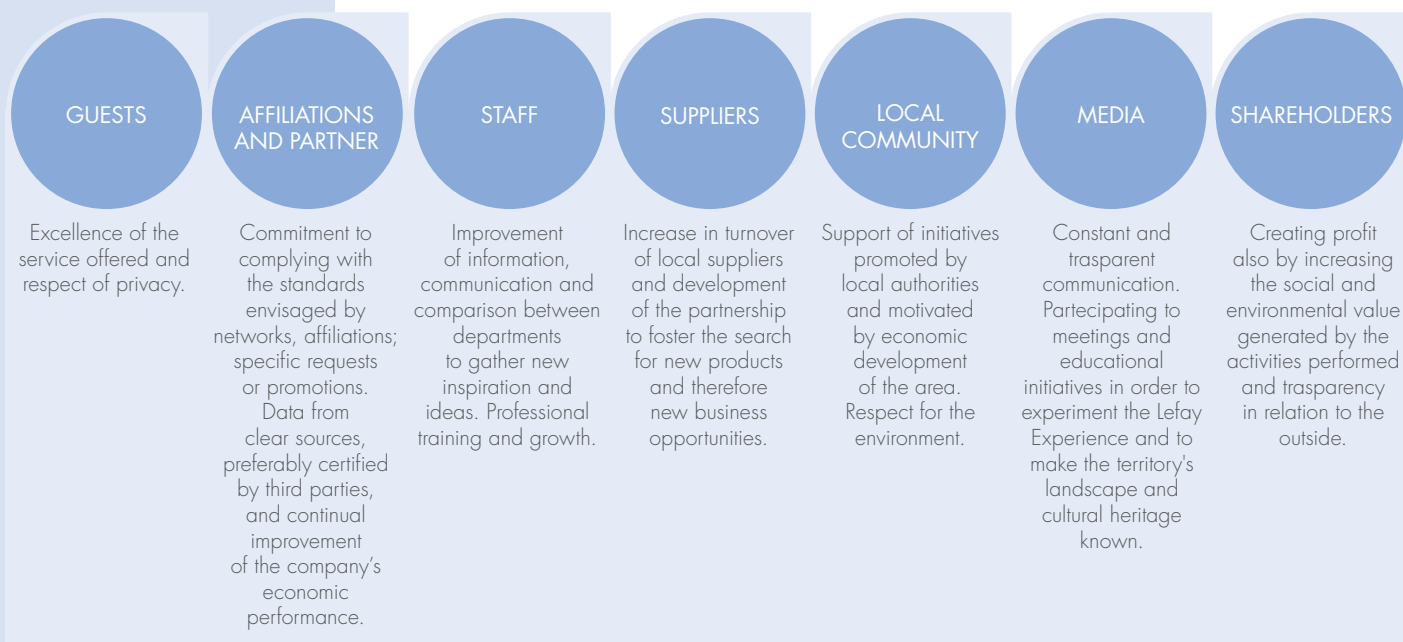 GUESTS
Excellence of the
service offered and
respect of privacy.
AFFILIATIONS
AND PARTNER
Commitment to
complying with
the standards
envisaged by
networks, affiliations;
specific requests
or promotions.
Data from
clear sources,
preferably certified
by third parties,
and continual
improvement
of the company’s
economic
performance.
STAFF
Improvement
of information,
communication and
comparison between
departments
to gather new
inspiration and
ideas. Professional
training and growth.
SUPPLIERS
Increase in turnover
of local suppliers
and development
of the partnership
to foster the search
for new products
and therefore
new business
opportunities.
LOCAL
COMMUNITY
Support of initiatives
promoted by
local authorities
and motivated
by economic
development
of the area.
Respect for the
environment.
MEDIA
Constant and
trasparent
communication.
Partecipating to
meetings and
educational
initiatives in order to
experiment the Lefay
Experience and to
make the territory's
landscape and
cultural heritage
known.
SHAREHOLDERS
Creating profit
also by increasing
the social and
environmental value
generated by the
activities performed
and trasparency
in relation to the
outside.